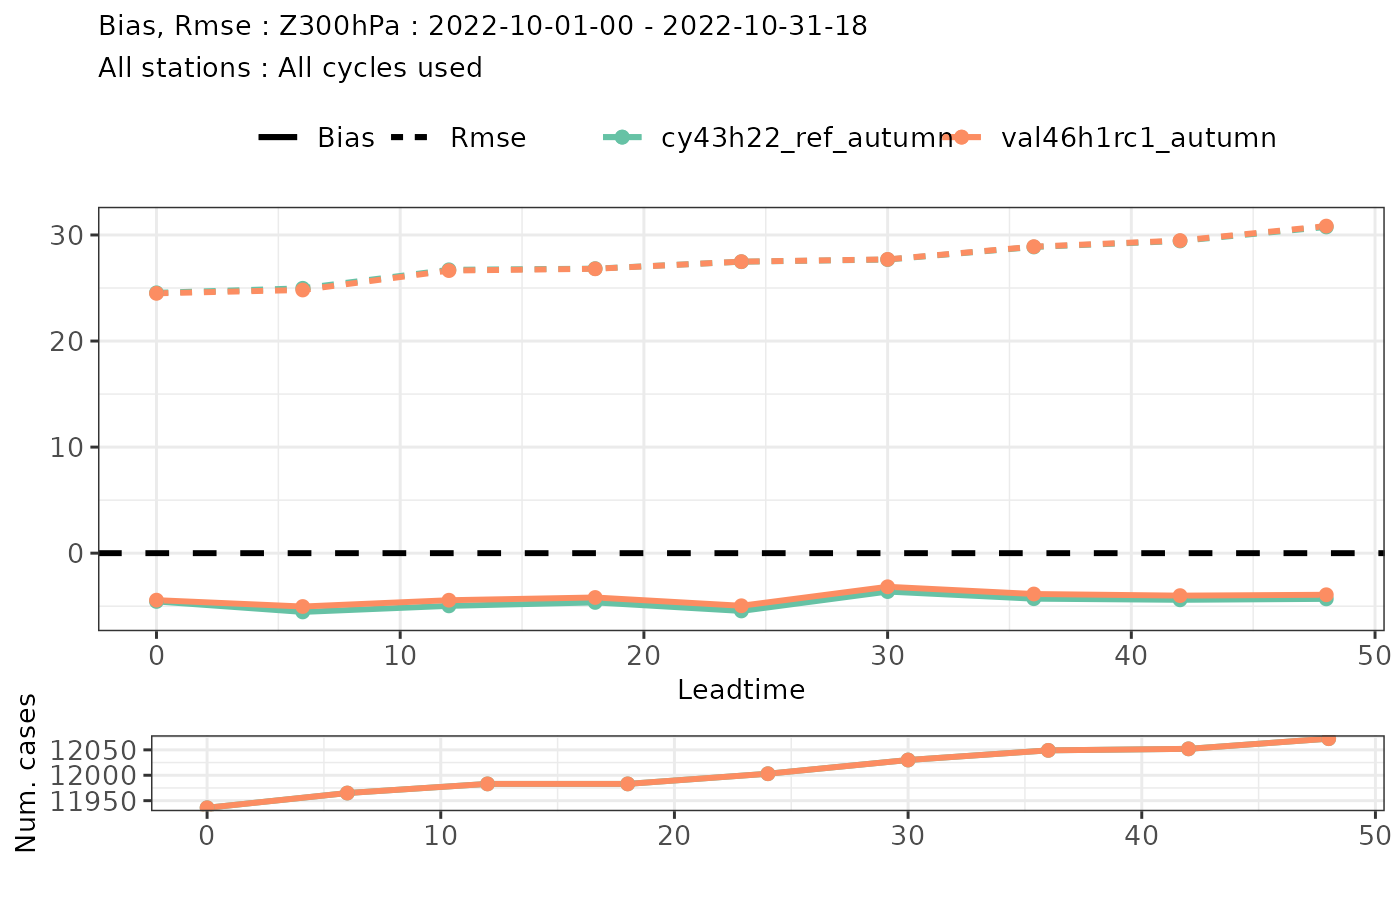 Bias, Rmse : Z300hPa : 2022-10-01-00 - 2022-10-31-18
All stations : All cycles used
Bias Rmse cy43h22_ref_autumn val46h1rc1_autumn
30
20
10
0
0 10 20 30 40 50
Leadtime
Num. cases
12050
12000
11950
0 10 20 30 40 50